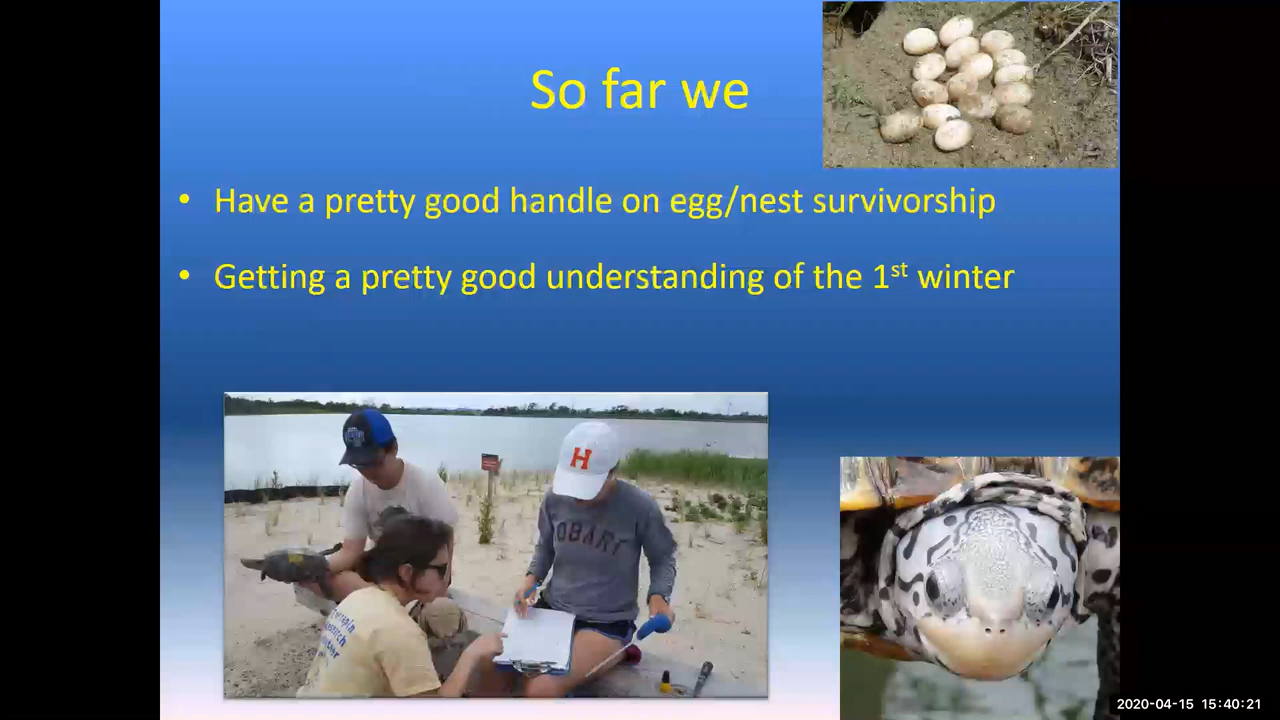 So far we
• Have a pretty good handle on egg/nest survivorship
• Getting a pretty good understanding of the 1st winter
H
HOBART
2020-04-15 15:40:21